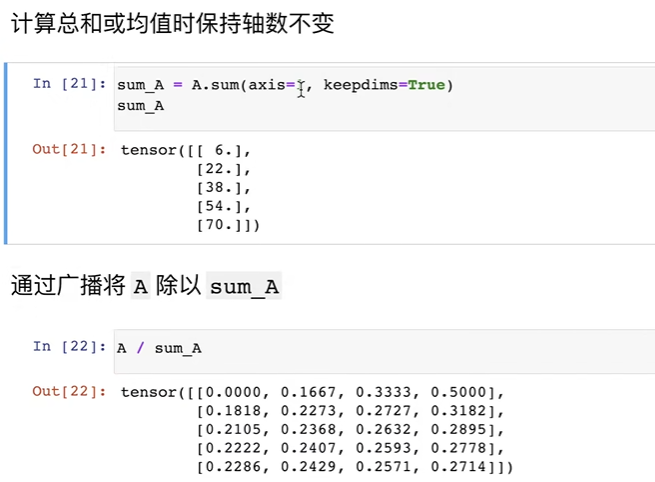 计算总和或均值时保持轴数不变
In [21]: sum_A = A.sum(axis= , keepdims=True)
sum_A
Out[21]: tensor([[ 6.],
[22.],
[38.],
[54.],
[70.]])
通过广播将 A 除以 sum_A
In [22]: A / sum_A
Out[22]: tensor([[0.0000, 0.1667, 0.3333, 0.5000],
[0.1818, 0.2273, 0.2727, 0.3182],
[0.2105, 0.2368, 0.2632, 0.2895],
[0.2222, 0.2407, 0.2593, 0.2778],
[0.2286, 0.2429, 0.2571, 0.2714]])